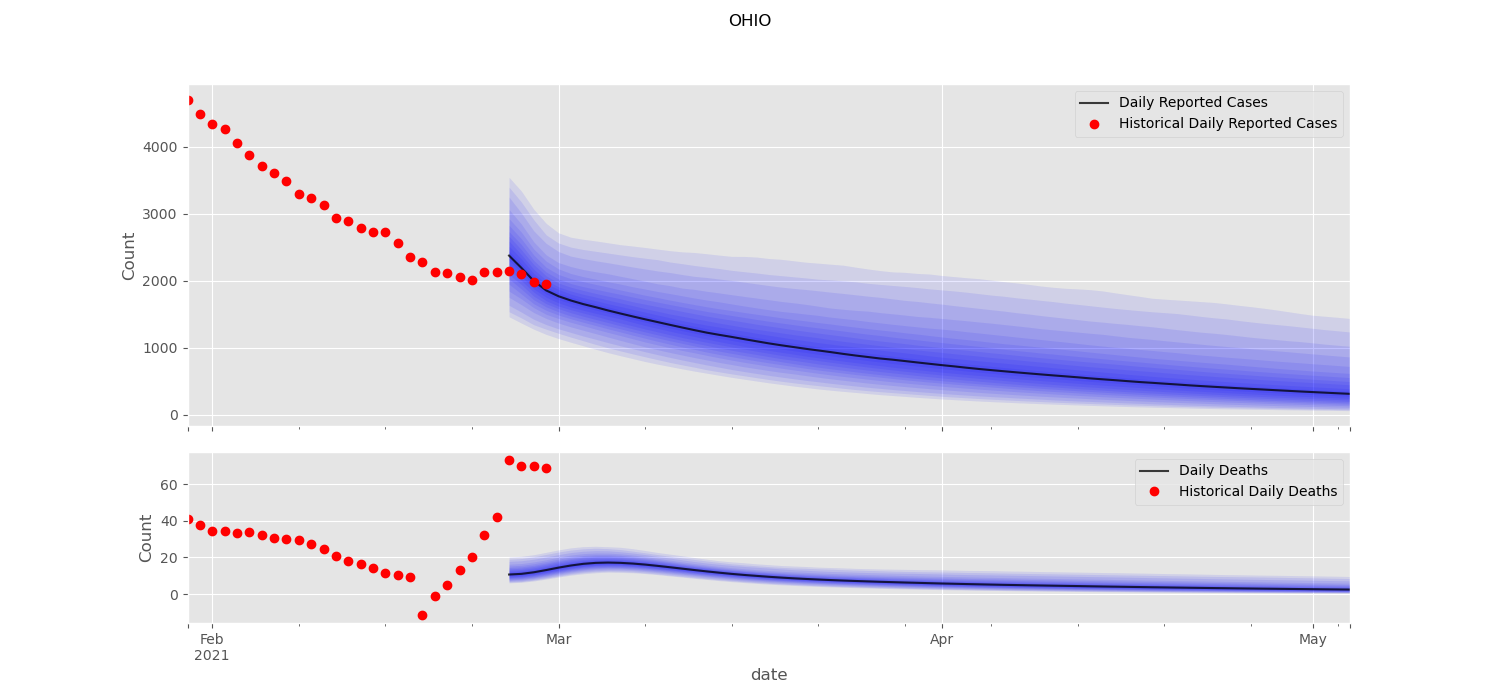 OHIO
Daily Reported Cases
Historical Daily Reported Cases
4000
3000
2000
1000
0
Count
Daily Deaths
Historical Daily Deaths
60
40
20
0
Count
Feb
2021
Mar
Apr
May
date